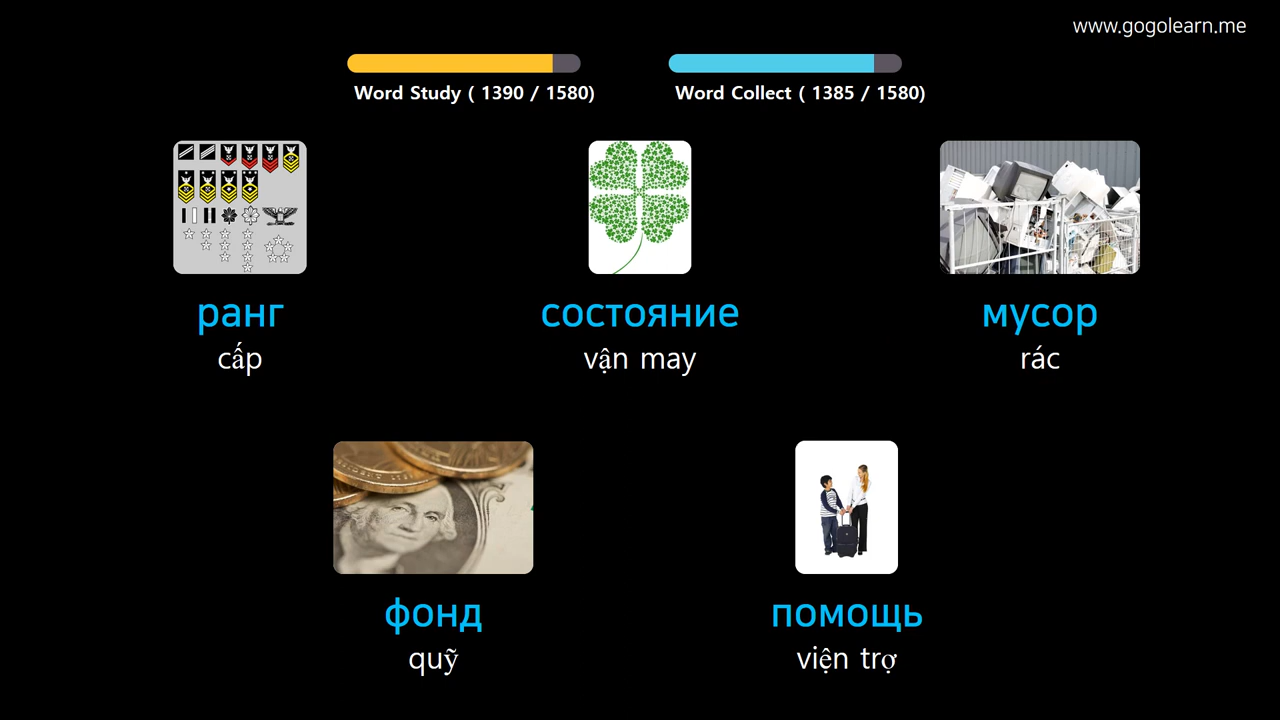 www.gogolearn.me
Word Study ( 1390 / 1580)
Word Collect ( 1385 / 1580)
ранг
cấp
состояние
vận may
мусор
rác
фонд
quỹ
помощь
viện trợ